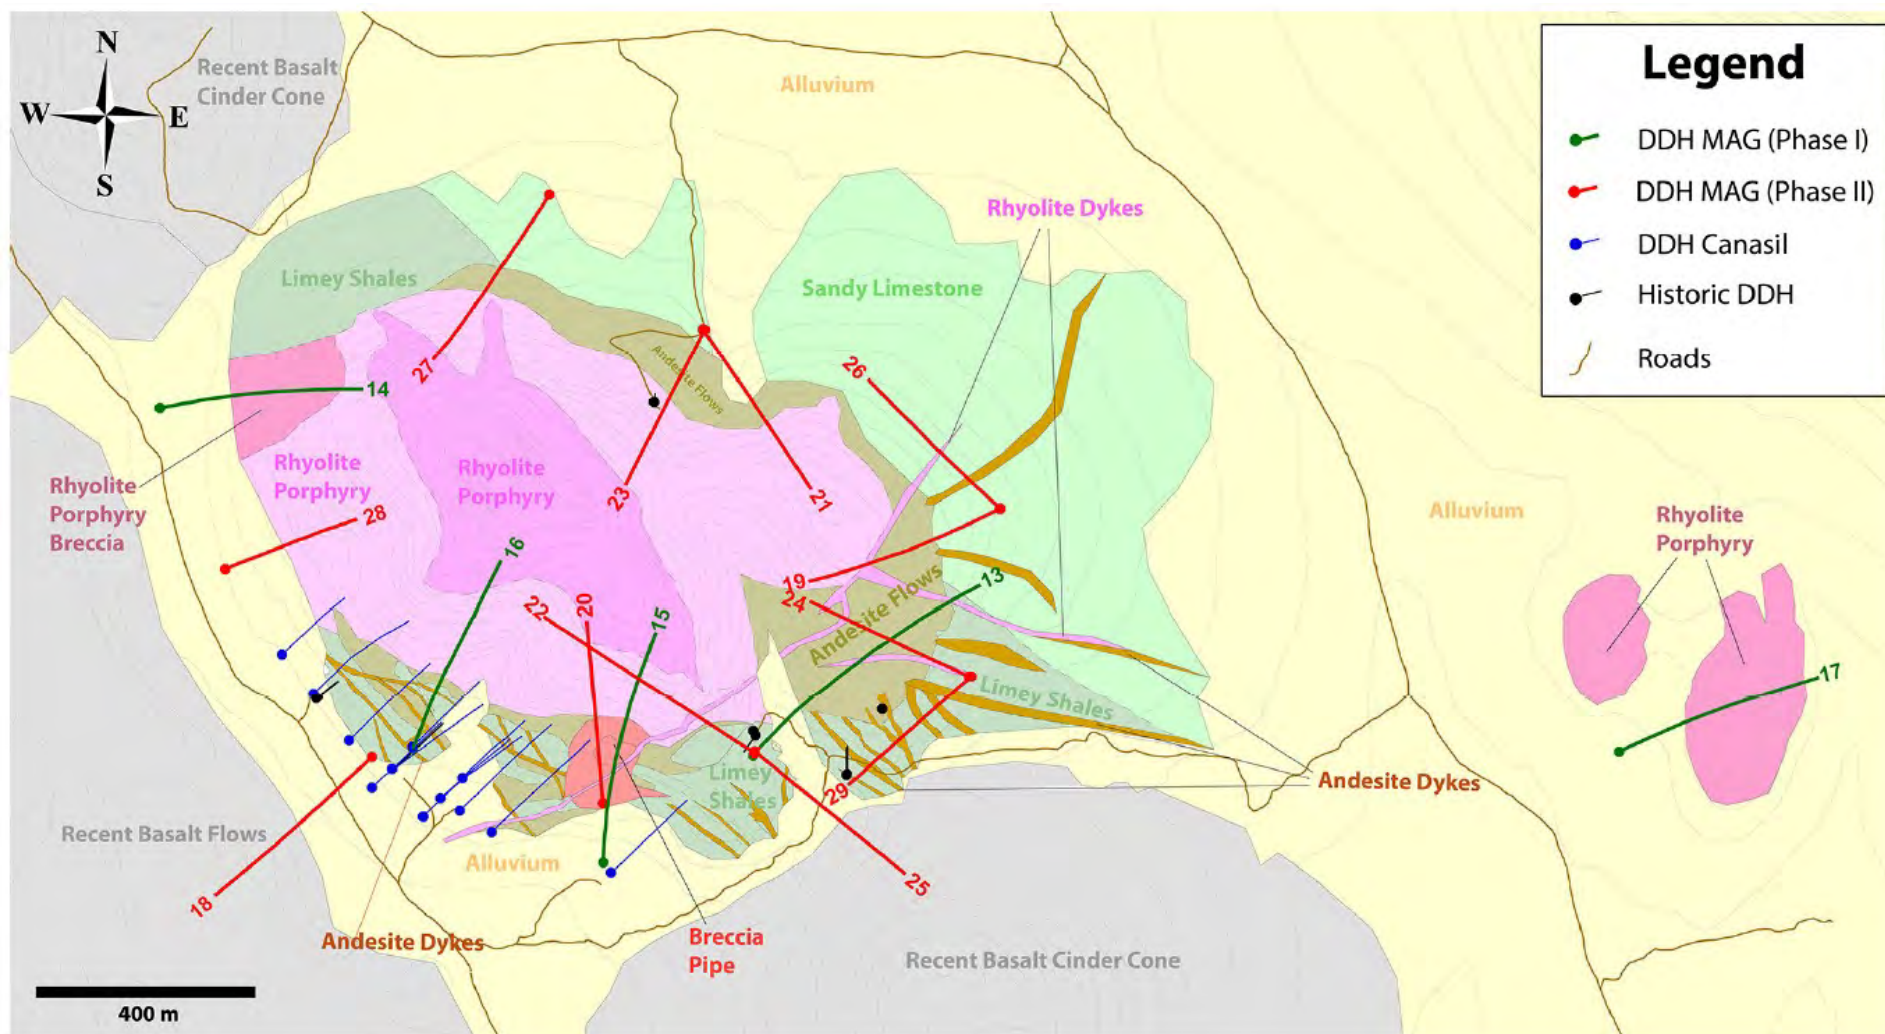 N
W
E
S
Recent Basalt
Cinder Cone
Alluvium
Legend
DDH MAG (Phase I)
DDH MAG (Phase II)
DDH Canasil
Historic DDH
Roads
Rhyolite Dykes
Limey Shales
Sandy Limestone
27
14
Andesite Flows
26
Rhyolite
Porphyry
Rhyolite
Porphyry
Rhyolite
Porphyry
Breccia
23
21
28
16
Alluvium
Rhyolite
Porphyry
19
13
24
22
20
15
Andesite Flows
17
Limey Shales
Limey
Shales
29
Andesite Dykes
Recent Basalt Flows
Alluvium
25
18
Andesite Dykes
Breccia
Pipe
Recent Basalt Cinder Cone
400 m